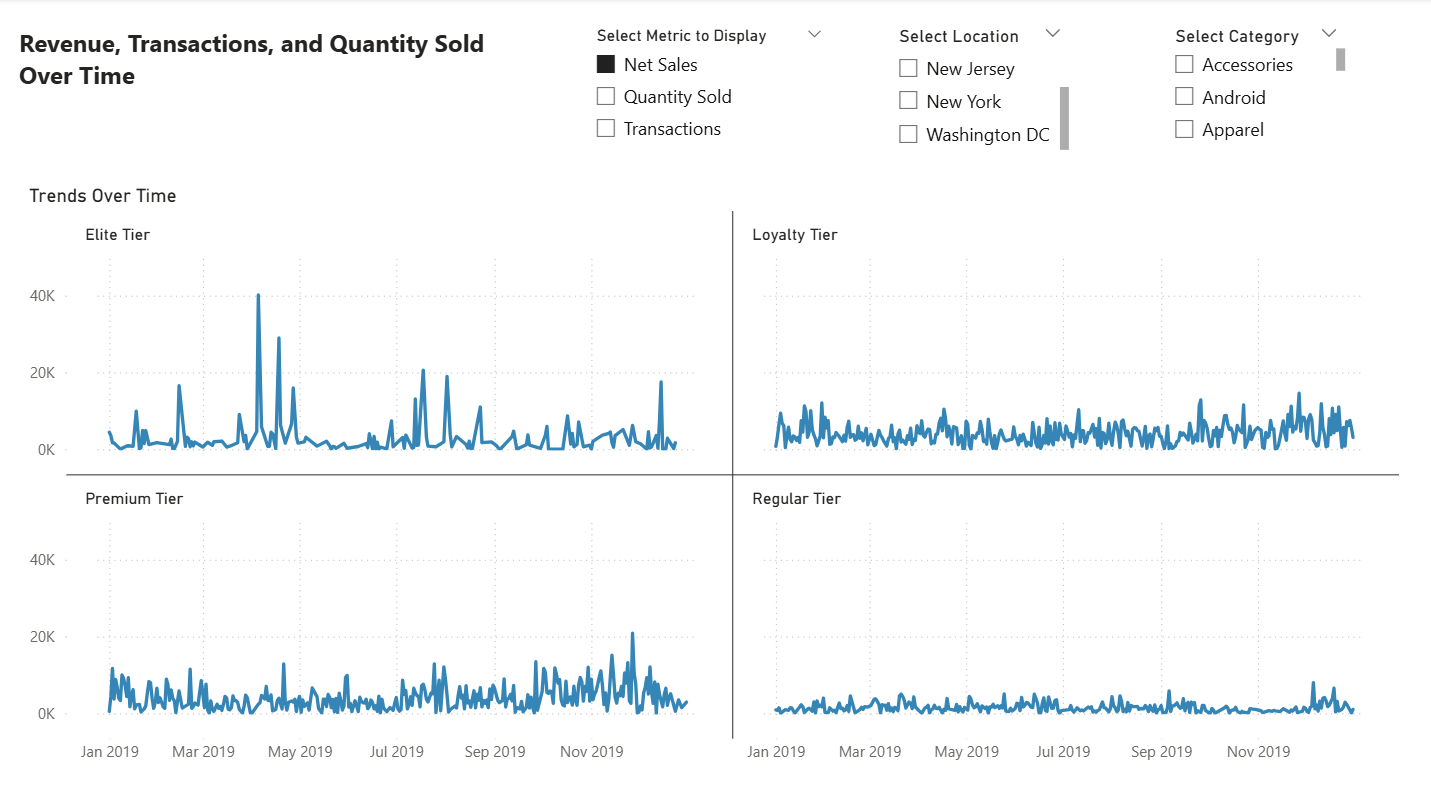 Revenue, Transactions, and Quantity Sold
Over Time
Select Metric to Display
Net Sales
Quantity Sold
Transactions
Select Location
New Jersey
New York
Washington DC
Select Category
Accessories
Android
Apparel
Trends Over Time
Elite Tier
40K
20K
0K
Loyalty Tier
Premium Tier
40K
20K
0K
Jan 2019 Mar 2019 May 2019 Jul 2019 Sep 2019 Nov 2019
Regular Tier
Jan 2019 Mar 2019 May 2019 Jul 2019 Sep 2019 Nov 2019